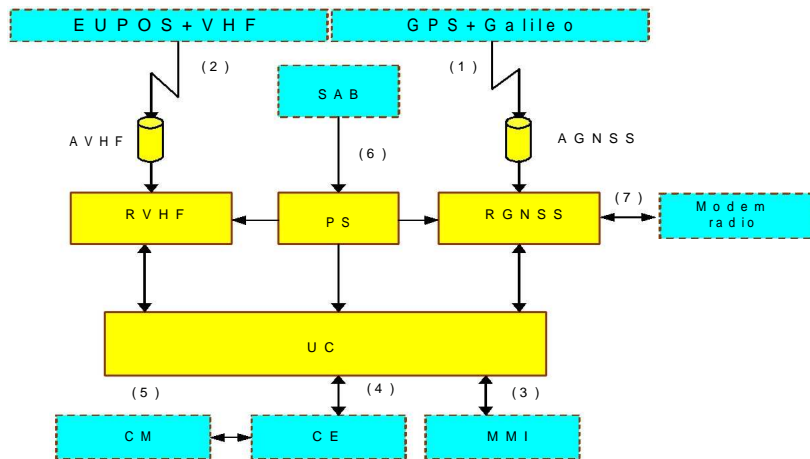 EUPOS+VHF
GPS+Galileo
(2)
(1)
SAB
AVHF
AGNSS
(6)
RVHF
PS
RGNSS
(7)
Modem
radio
UC
(5)
(4)
(3)
CM
CE
MMI